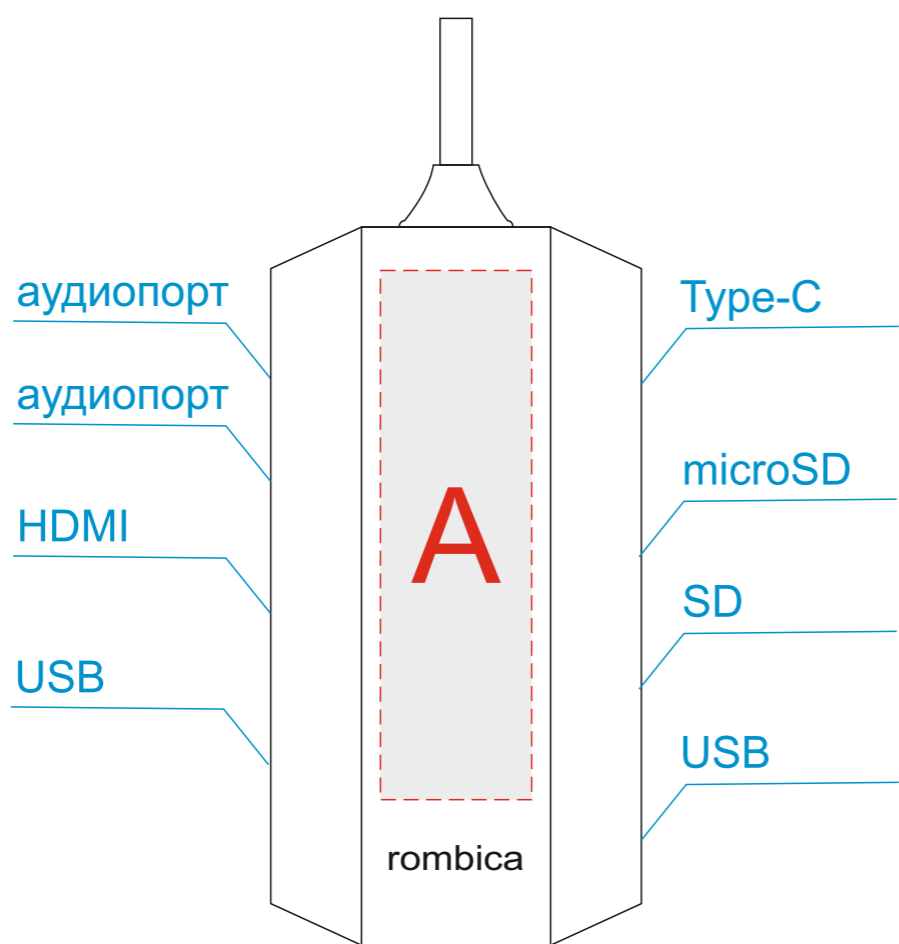 аудиопорт
аудиопорт
HDMI
USB
Type-C
microSD
SD
USB
A
rombica